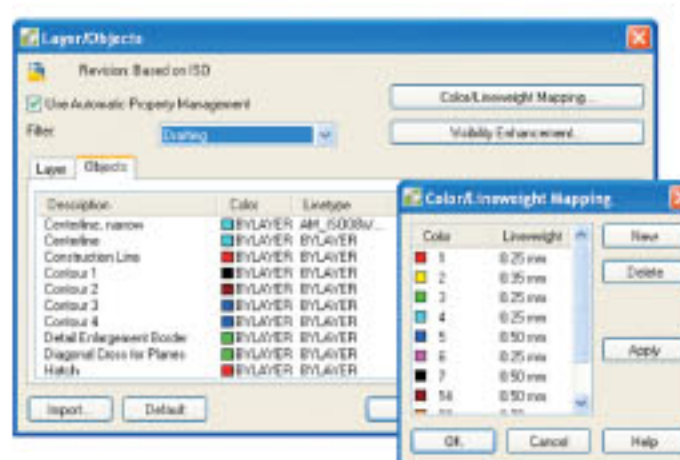 Layer/Objects
Revision: Based on ISO
Use Automatic Property Management
Color/Lineweight Mapping...
Filter:
Drafting
Visibility Enhancement...
Layer Objects
Description Color Linetype
Centerline, narrow BYLAYER AM_ISO08W...
Centerline BYLAYER BYLAYER
Construction Line BYLAYER BYLAYER
Contour 1 BYLAYER BYLAYER
Contour 2 BYLAYER BYLAYER
Contour 3 BYLAYER BYLAYER
Contour 4 BYLAYER BYLAYER
Detail Enlargement Border BYLAYER BYLAYER
Diagonal Cross for Planes BYLAYER BYLAYER
Hatch BYLAYER BYLAYER
Import... Default
Color/Lineweight Mapping
Color Lineweight
1 0.25 mm
2 0.35 mm
3 0.25 mm
4 0.25 mm
5 0.50 mm
6 0.25 mm
7 0.50 mm
14 0.50 mm
New
Delete
Apply
OK Cancel Help